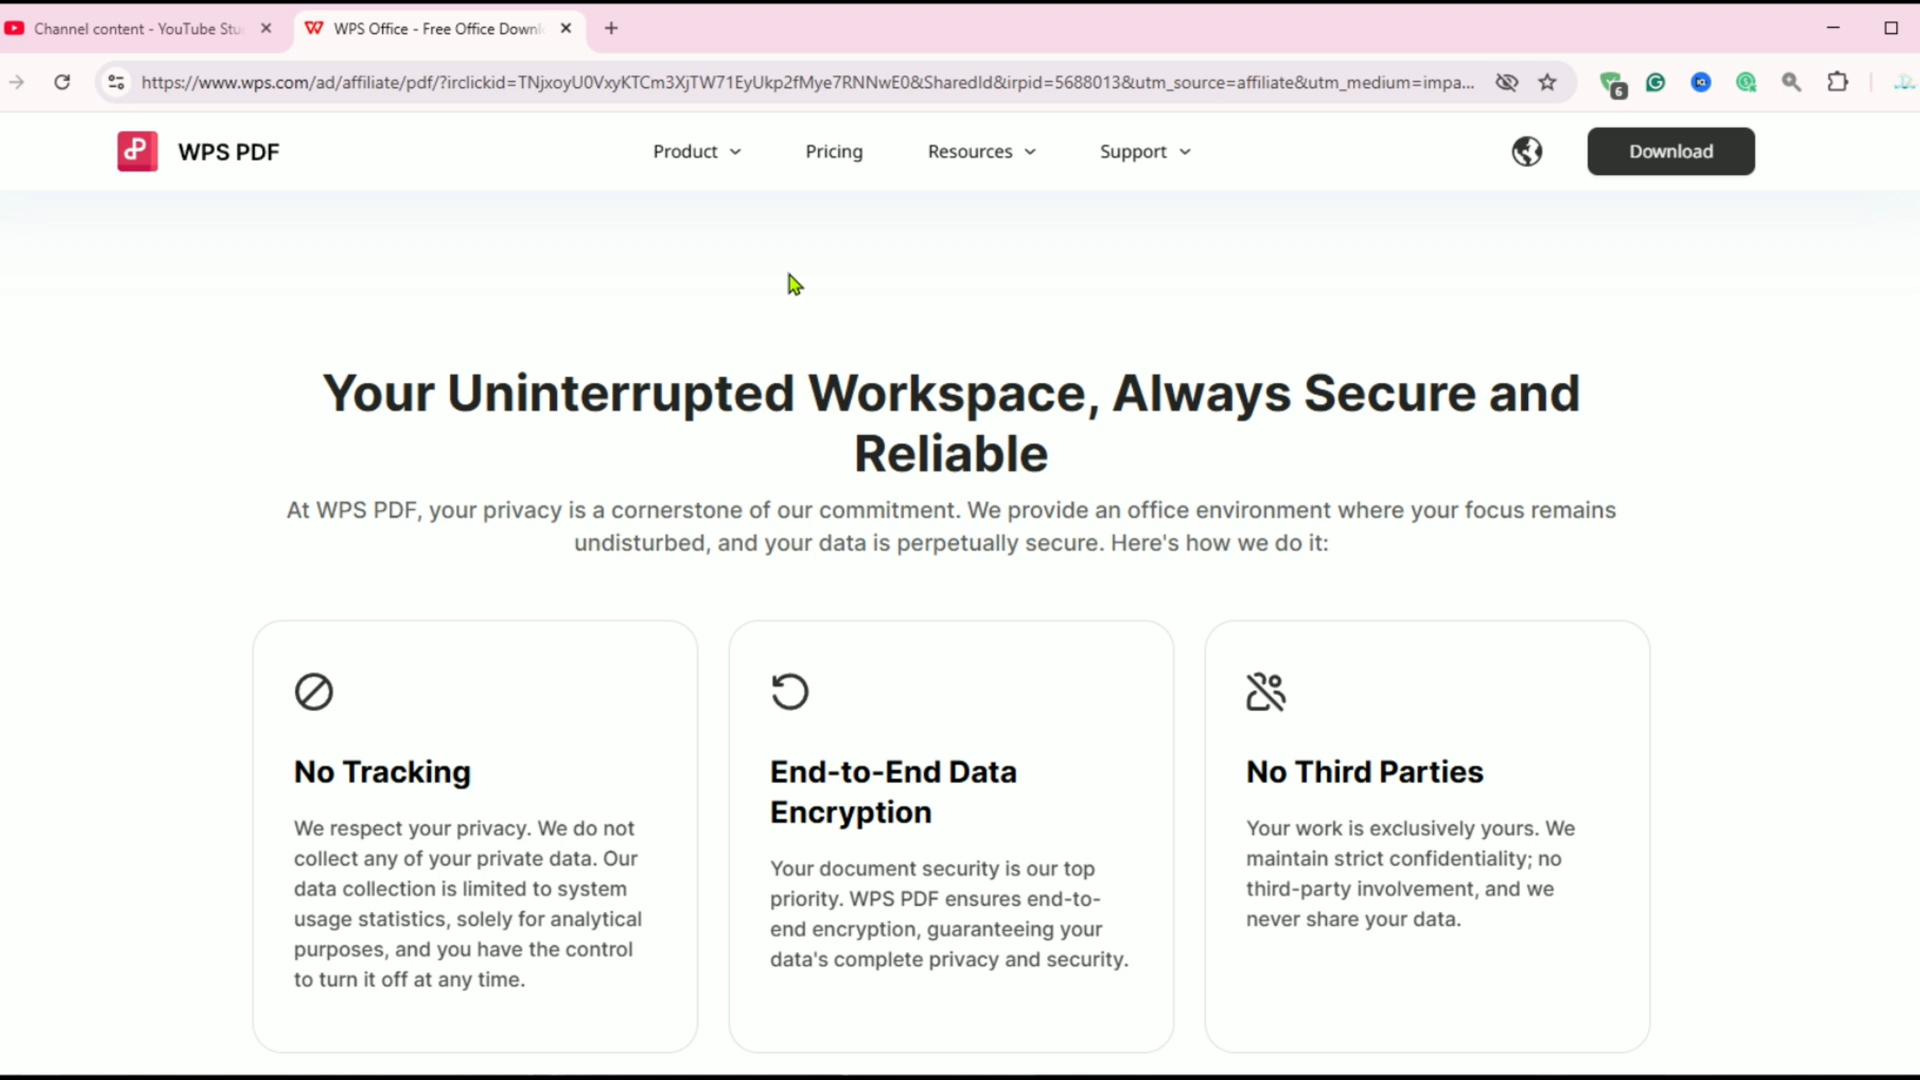 Channel content - YouTube Stu
WPS Office - Free Office Downl
https://www.wps.com/ad/affiliate/pdf/?irclickid=TNjxoyU0VxyKTCm3XjTW71EyUkp2fMye7RNNwE0&SharedId&irpid=5688013&utm_source=affiliate&utm_medium=impa...
6
WPS PDF
Product
Pricing
Resources
Support
Download
Your Uninterrupted Workspace, Always Secure and
Reliable
At WPS PDF, your privacy is a cornerstone of our commitment. We provide an office environment where your focus remains
undisturbed, and your data is perpetually secure. Here's how we do it:
No Tracking
We respect your privacy. We do not
collect any of your private data. Our
data collection is limited to system
usage statistics, solely for analytical
purposes, and you have the control
to turn it off at any time.
End-to-End Data
Encryption
Your document security is our top
priority. WPS PDF ensures end-to-
end encryption, guaranteeing your
data's complete privacy and security.
No Third Parties
Your work is exclusively yours. We
maintain strict confidentiality; no
third-party involvement, and we
never share your data.